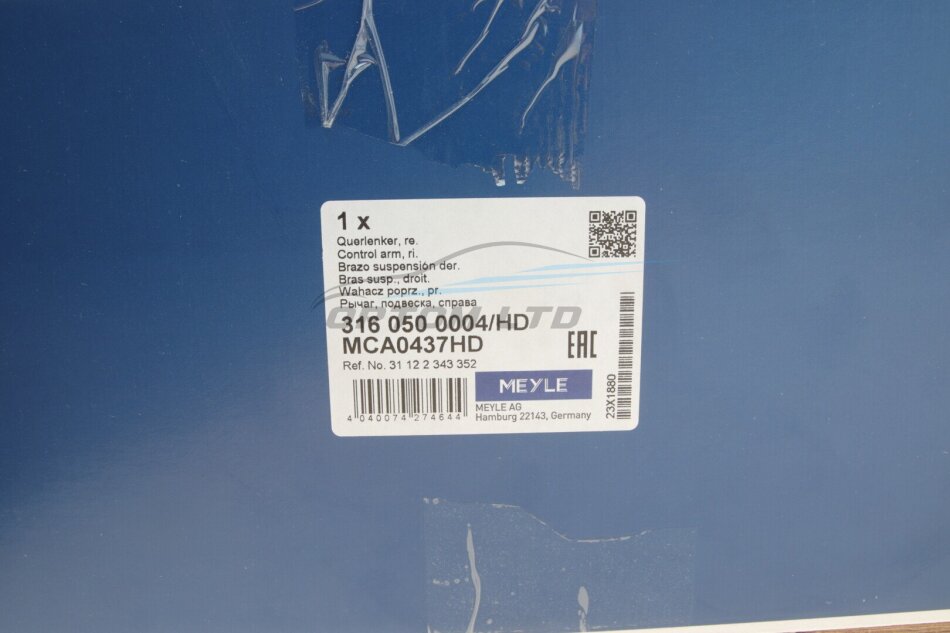 1 x
Querlenker, re.
Control arm, ri.
Brazo suspensión der.
Bras susp., droit.
Wahacz poprz., pr.
Рычаг, подвеска, справа
OPTOM LTD
316 050 0004/HD
MCA0437HD
EAC
Ref. No. 31 12 2 343 352
MEYLE
MEYLE AG
Hamburg 22143, Germany
4 040074 274644
23X1880